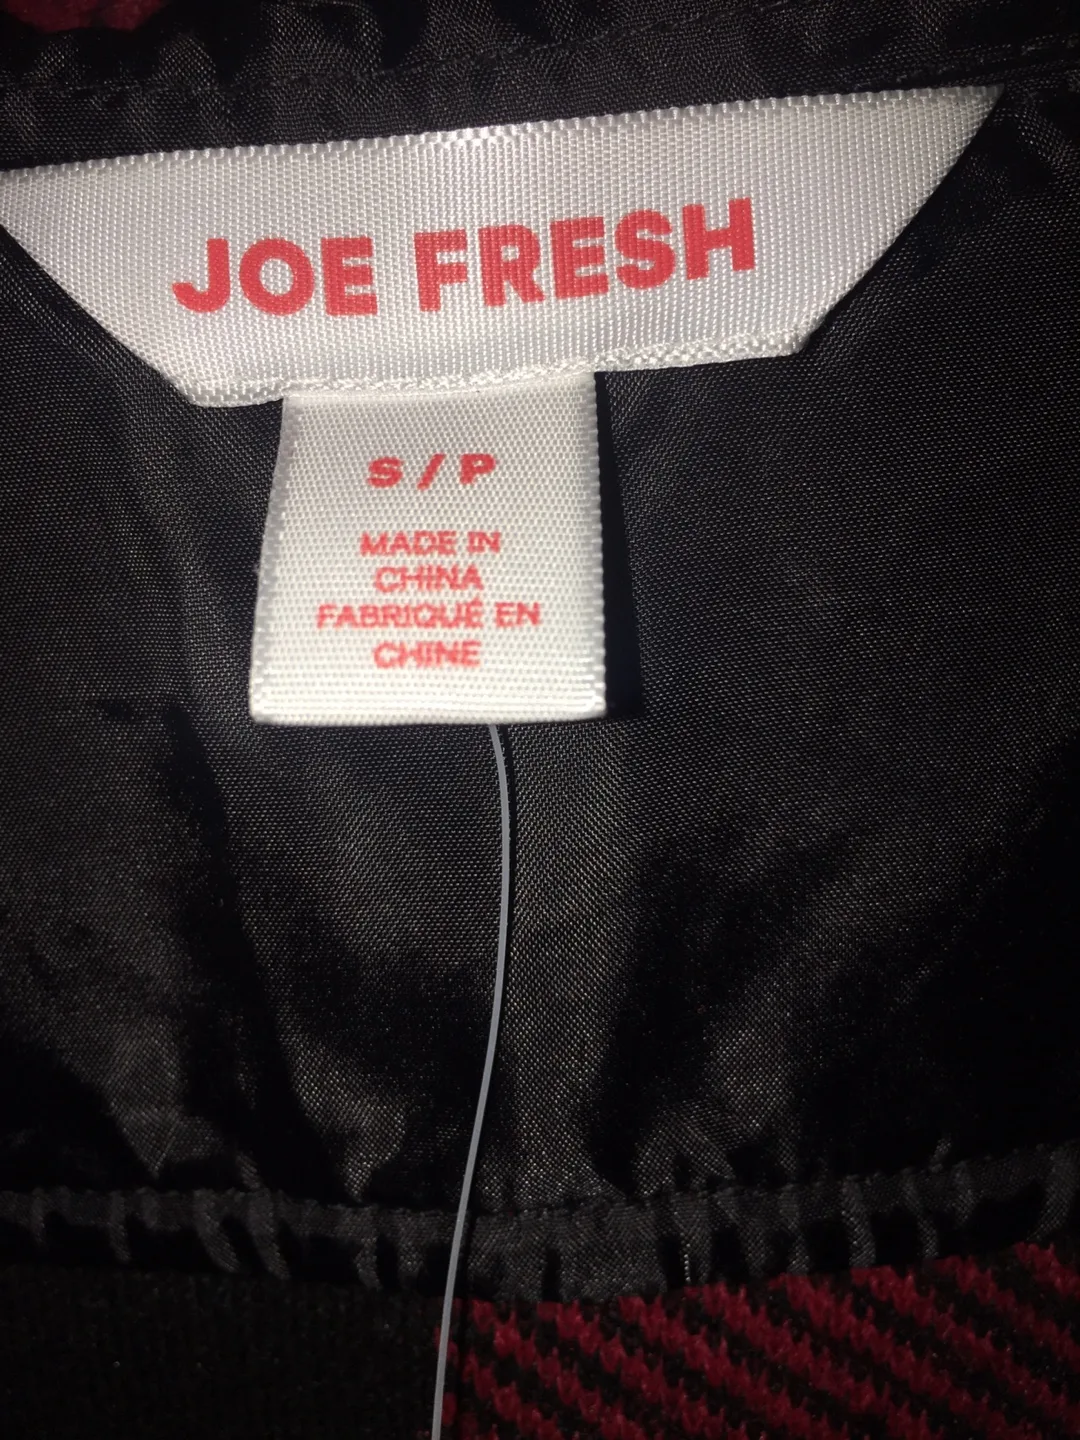 JOE FRESH
S / P
MADE IN
CHINA
FABRIQUÉ EN
CHINE